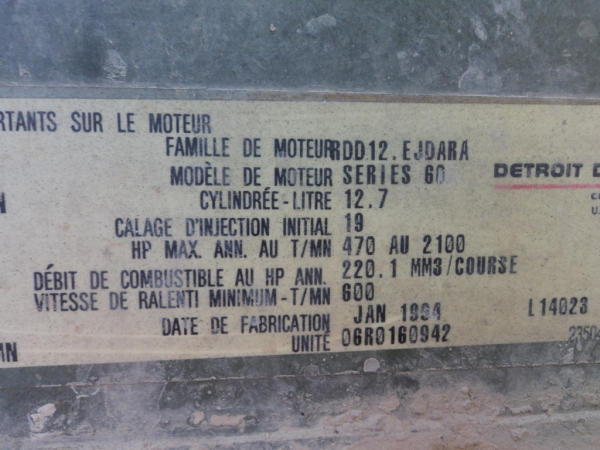 RTANTS SUR LE MOTEUR
FAMILLE DE MOTEUR RDD12.EJDARA
MODÈLE DE MOTEUR SERIES 60
DETROIT D
CYLINDRÉE-LITRE 12.7
CALAGE D'INJECTION INITIAL 19
HP MAX. ANN. AU T/MN 470 AU 2100
DÉBIT DE COMBUSTIBLE AU HP ANN. 220.1 MM3/COURSE
VITESSE DE RALENTI MINIMUM-T/MN 600
L14023
DATE DE FABRICATION JAN 1994
UNITÉ 06R0160942
MN